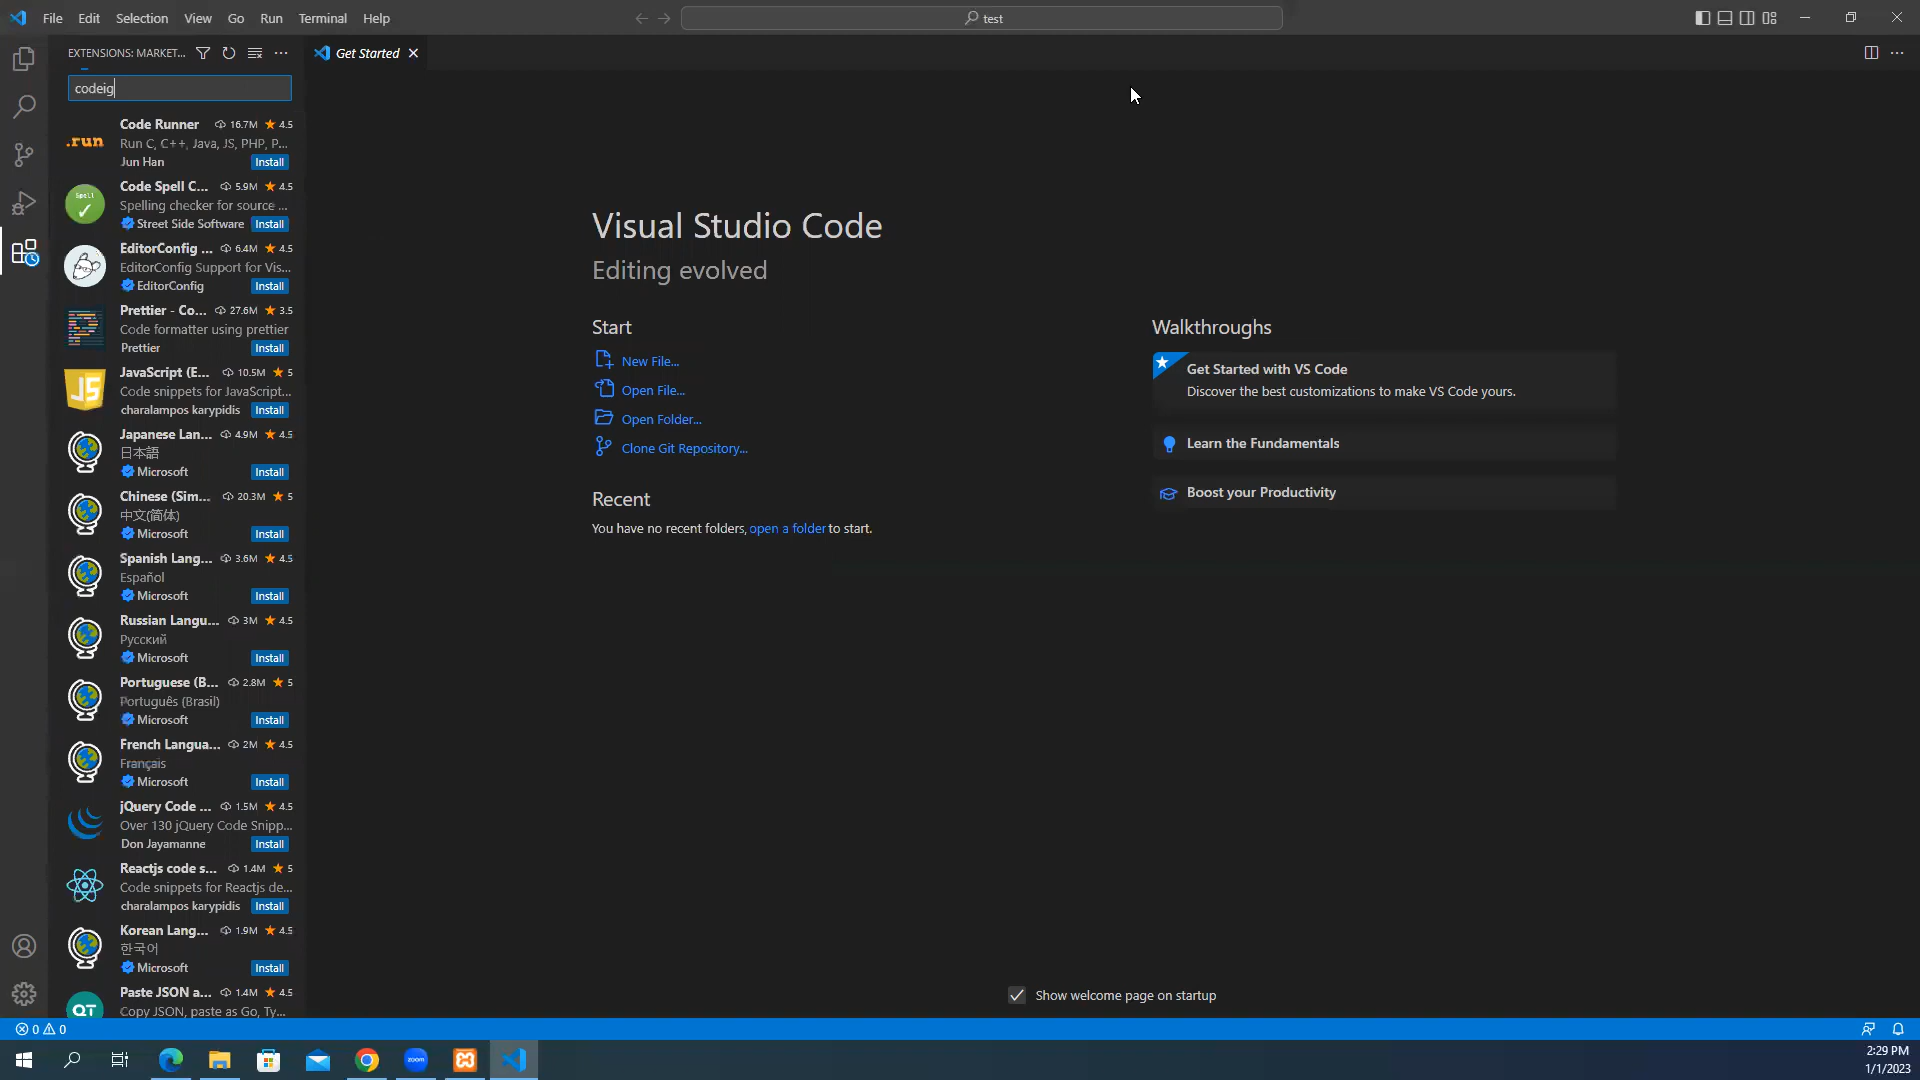 File Edit Selection View Go Run Terminal Help
test
EXTENSIONS: MARKET...
Get Started
codeig
Code Runner 16.7M 4.5
Run C, C++, Java, JS, PHP, P...
Jun Han Install
Code Spell C... 5.9M 4.5
Spelling checker for source ...
Street Side Software Install
EditorConfig ... 6.4M 4.5
EditorConfig Support for Vis...
EditorConfig Install
Prettier - Co... 27.6M 3.5
Code formatter using prettier
Prettier Install
JavaScript (E... 10.5M 5
Code snippets for JavaScript...
charalampos karypidis Install
Japanese Lan... 4.9M 4.5
日本語
Microsoft Install
Chinese (Sim... 20.3M 5
中文(简体)
Microsoft Install
Spanish Lang... 3.6M 4.5
Español
Microsoft Install
Russian Langu... 3M 4.5
Русский
Microsoft Install
Portuguese (B... 2.8M 5
Português (Brasil)
Microsoft Install
French Langua... 2M 4.5
Français
Microsoft Install
jQuery Code ... 1.5M 4.5
Over 130 jQuery Code Snipp...
Don Jayamanne Install
Reactjs code s... 1.4M 5
Code snippets for Reactjs de...
charalampos karypidis Install
Korean Lang... 1.9M 4.5
한국어
Microsoft Install
Paste JSON a... 1.4M 4.5
Copy JSON, paste as Go, Ty...
.run
Spell
JS
QT
Visual Studio Code
Editing evolved
Start
New File...
Open File...
Open Folder...
Clone Git Repository...
Recent
You have no recent folders, open a folder to start.
Walkthroughs
Get Started with VS Code
Discover the best customizations to make VS Code yours.
Learn the Fundamentals
Boost your Productivity
Show welcome page on startup
0 0
zoom
2:29 PM
1/1/2023